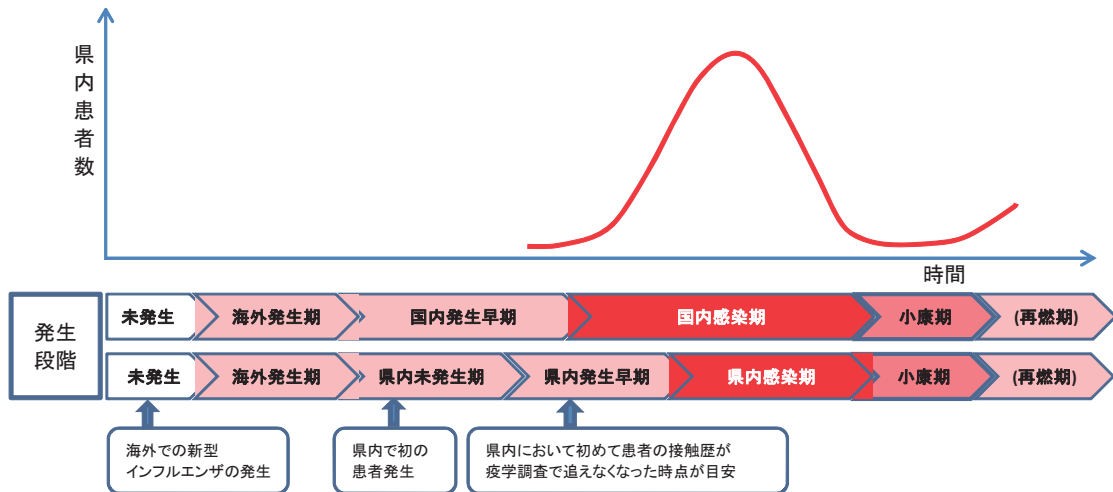 県内患者数
時間
発生
段階
未発生 海外発生期 国内発生早期 国内感染期 小康期 (再燃期)
未発生 海外発生期 県内未発生期 県内発生早期 県内感染期 小康期 (再燃期)
海外での新型
インフルエンザの発生
県内で初の
患者発生
県内において初めて患者の接触歴が
疫学調査で追えなくなった時点が目安